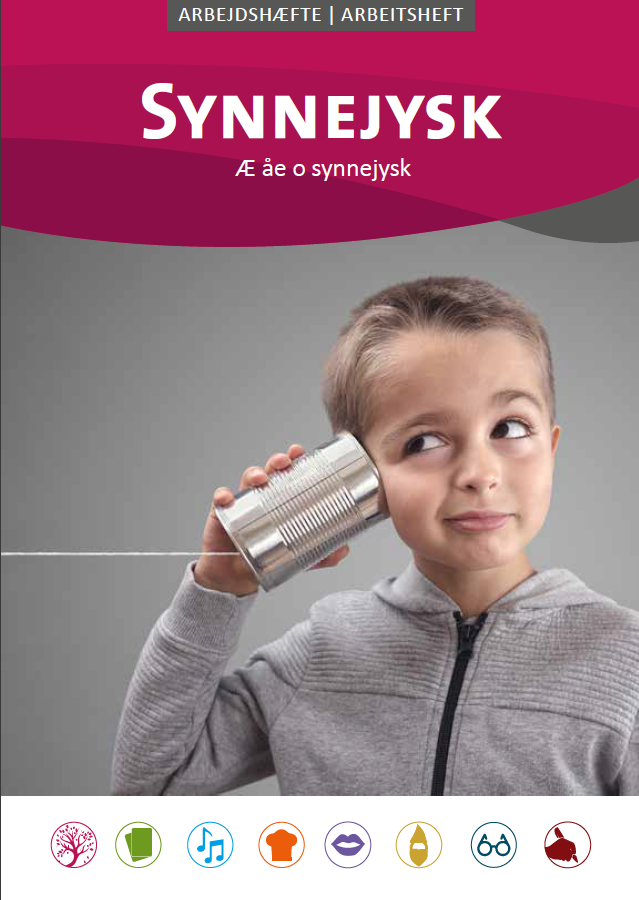 ARBEJDSHÆFTE | ARBEITSHEFT
SYNNEJYSK
Æ åe o synnejysk